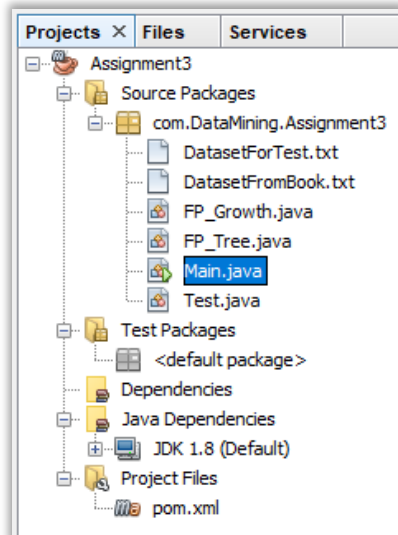 Projects × Files Services
Assignment3
Source Packages
com.DataMining.Assignment3
DatasetForTest.txt
DatasetFromBook.txt
FP_Growth.java
FP_Tree.java
Main.java
Test.java
Test Packages
<default package>
Dependencies
Java Dependencies
JDK 1.8 (Default)
Project Files
pom.xml